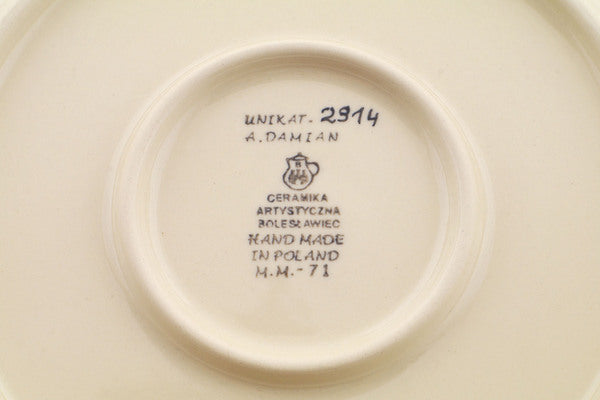 UNIKAT - 2914
A. DAMIAN
B
CERAMIKA
ARTYSTYCZNA
BOLESŁAWIEC
HAND MADE
IN POLAND
M.M. - 71